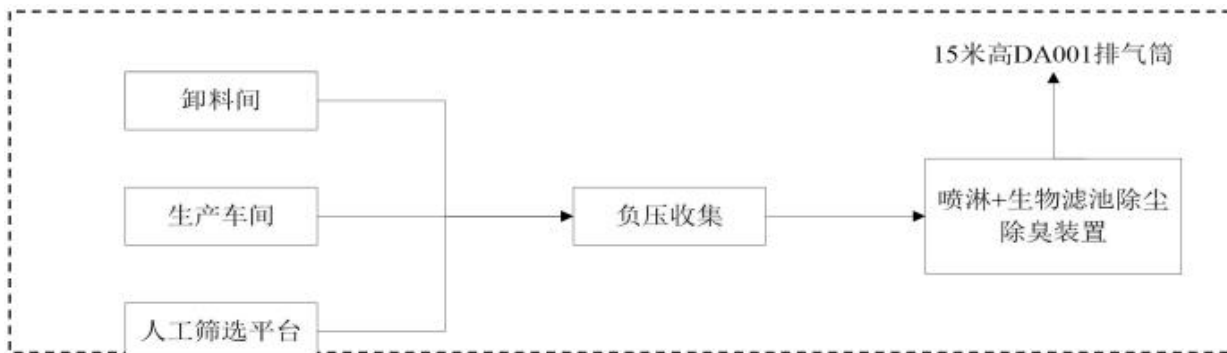 15米高DA001排气筒
卸料间
生产车间
负压收集
喷淋+生物滤池除尘
除臭装置
人工筛选平台